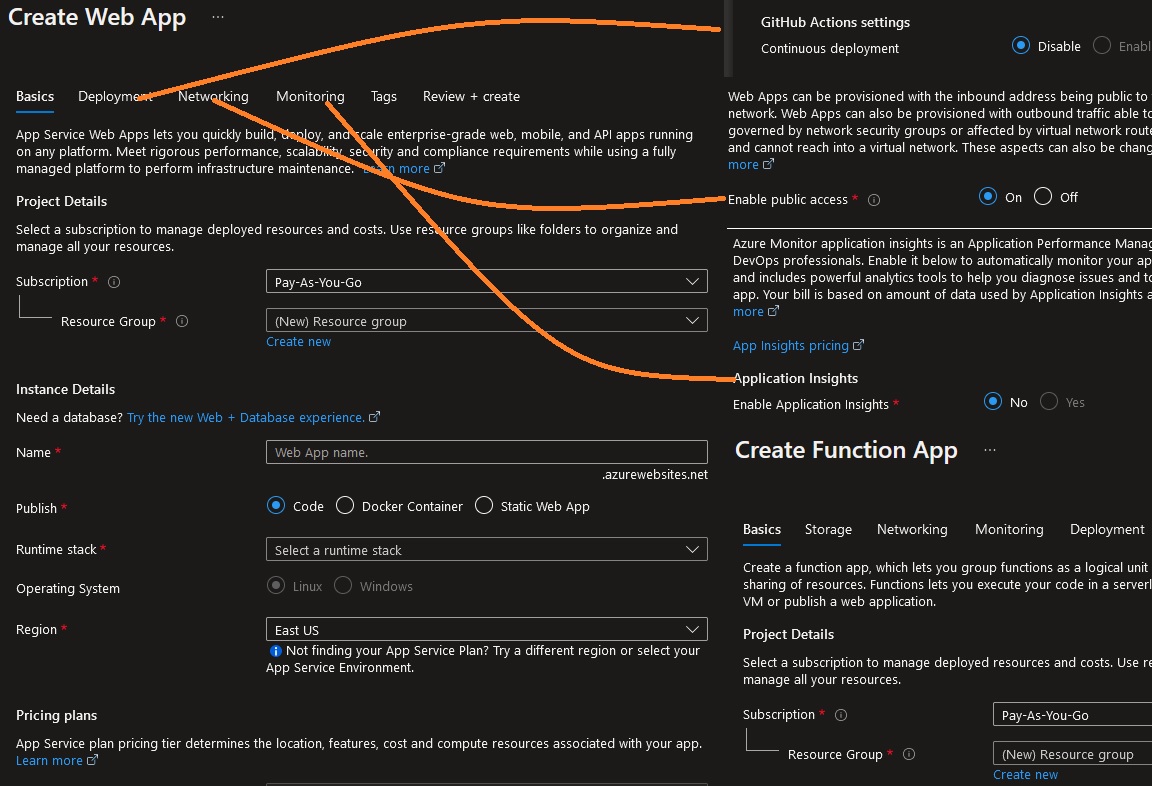 Create Web App ...
Basics Deployment Networking Monitoring Tags Review + create
App Service Web Apps lets you quickly build, deploy, and scale enterprise-grade web, mobile, and API apps running
on any platform. Meet rigorous performance, scalability, security and compliance requirements while using a fully
managed platform to perform infrastructure maintenance. Learn more
Project Details
Select a subscription to manage deployed resources and costs. Use resource groups like folders to organize and
manage all your resources.
Subscription * Pay-As-You-Go
Resource Group * (New) Resource group
Create new
Instance Details
Need a database? Try the new Web + Database experience.
Name * Web App name.
.azurewebsites.net
Publish * Code Docker Container Static Web App
Runtime stack * Select a runtime stack
Operating System Linux Windows
Region * East US
Not finding your App Service Plan? Try a different region or select your
App Service Environment.
Pricing plans
App Service plan pricing tier determines the location, features, cost and compute resources associated with your app.
Learn more
GitHub Actions settings
Continuous deployment Disable Enabl
Web Apps can be provisioned with the inbound address being public to
network. Web Apps can also be provisioned with outbound traffic able to
governed by network security groups or affected by virtual network route
and cannot reach into a virtual network. These aspects can also be chang
more
Enable public access * On Off
Azure Monitor application insights is an Application Performance Manag
DevOps professionals. Enable it below to automatically monitor your ap
and includes powerful analytics tools to help you diagnose issues and to
app. Your bill is based on amount of data used by Application Insights a
more
App Insights pricing
Application Insights
Enable Application Insights * No Yes
Create Function App ...
Basics Storage Networking Monitoring Deployment
Create a function app, which lets you group functions as a logical unit
sharing of resources. Functions lets you execute your code in a serverl
VM or publish a web application.
Project Details
Select a subscription to manage deployed resources and costs. Use re
manage all your resources.
Subscription * Pay-As-You-Go
Resource Group * (New) Resource group
Create new